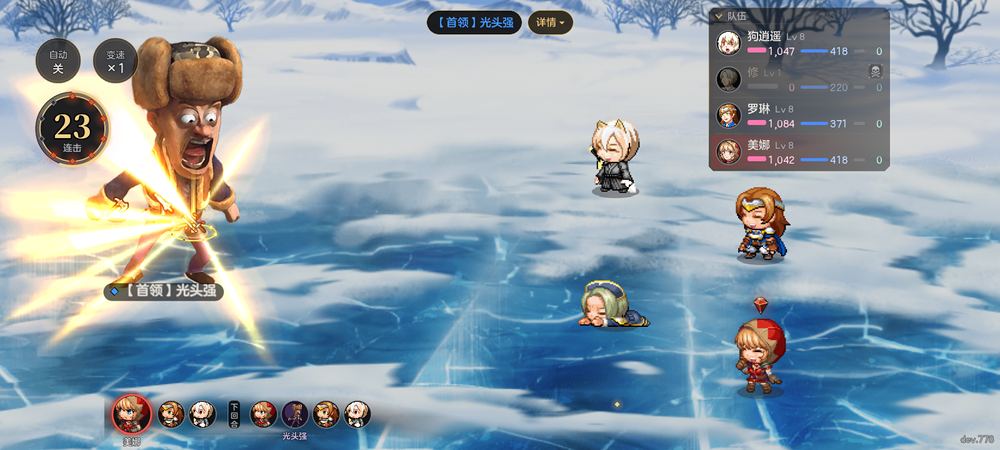 【首领】光头强
详情
自动
关
变速
×1
23
连击
队伍
狗逍遥 Lv 8
1,047 418 0
修 Lv 1
0 220 0
罗琳 Lv 8
1,084 371 0
美娜 Lv 8
1,042 418 0
【首领】光头强
下回合
美娜
光头强
dev.770